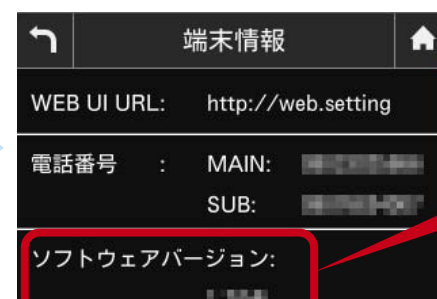 端末情報
WEB UI URL: http://web.setting
電話番号 : MAIN:
SUB:
ソフトウェアバージョン: